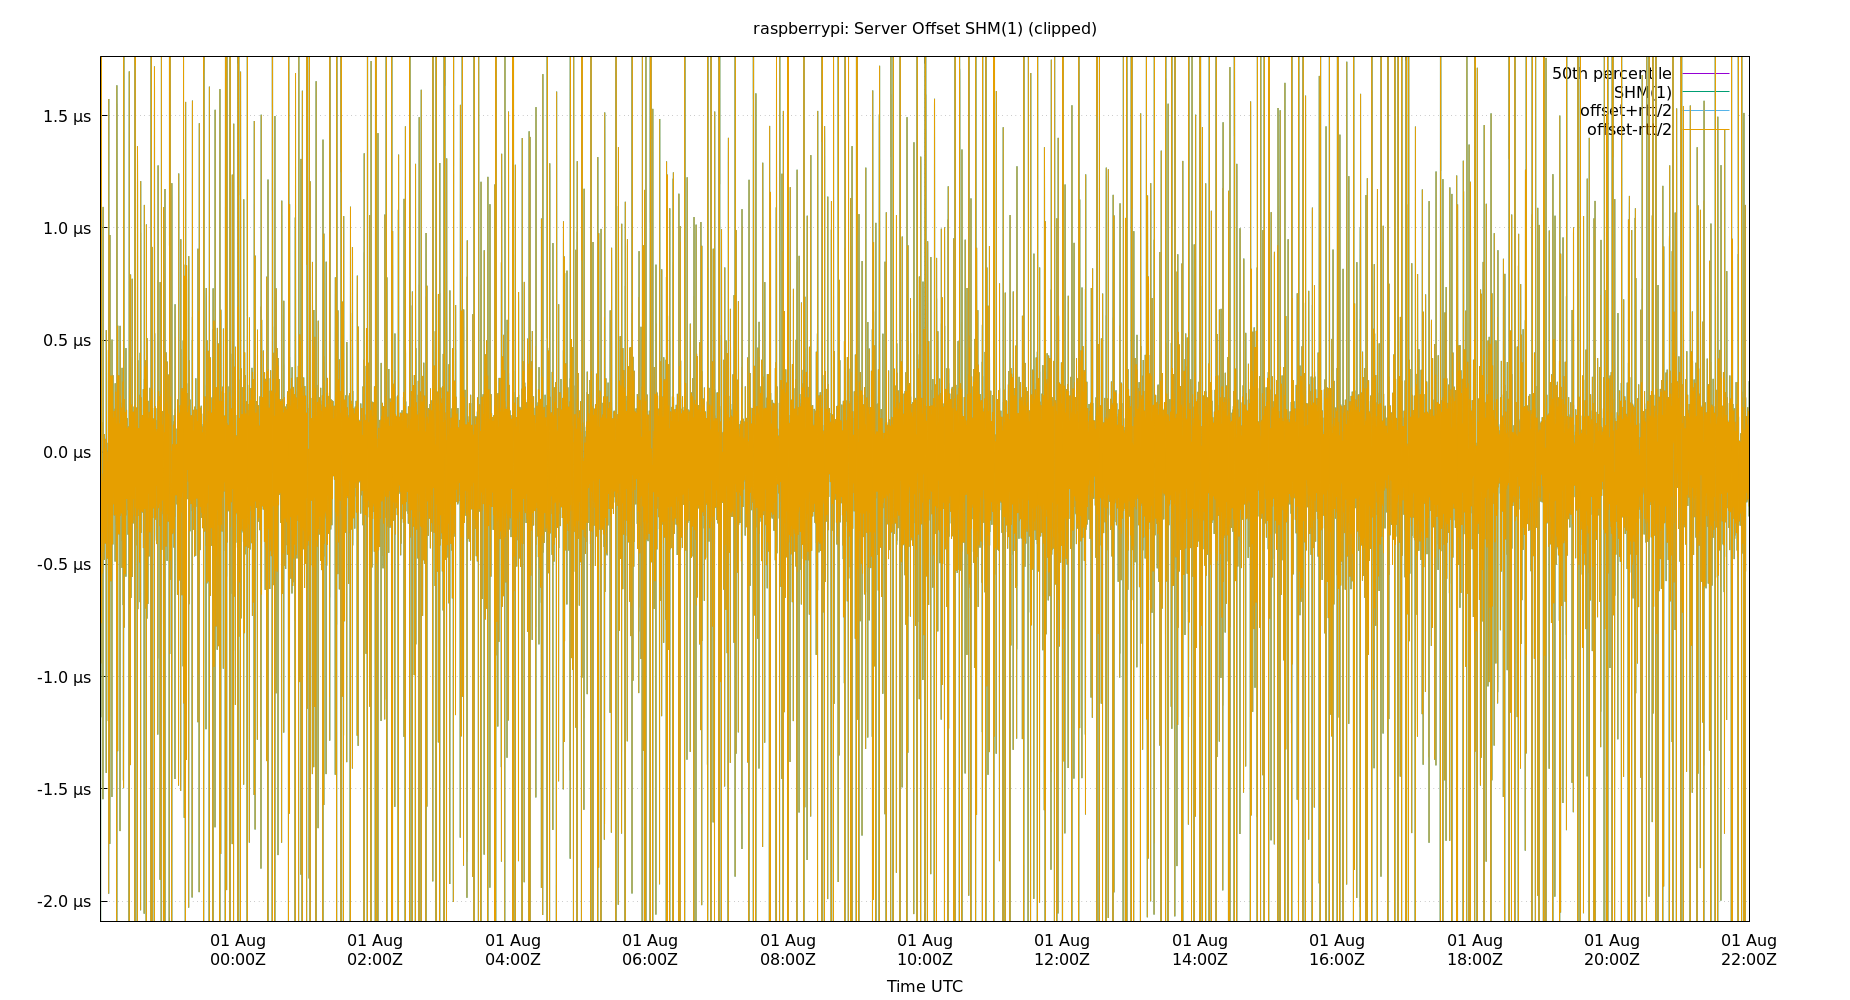 raspberrypi: Server Offset SHM(1) (clipped)
50th percentile
SHM(1)
offset+rtt/2
offset-rtt/2
1.5 µs
1.0 µs
0.5 µs
0.0 µs
-0.5 µs
-1.0 µs
-1.5 µs
-2.0 µs
01 Aug 01 Aug 01 Aug 01 Aug 01 Aug 01 Aug 01 Aug 01 Aug 01 Aug 01 Aug 01 Aug 01 Aug
00:00Z 02:00Z 04:00Z 06:00Z 08:00Z 10:00Z 12:00Z 14:00Z 16:00Z 18:00Z 20:00Z 22:00Z
Time UTC